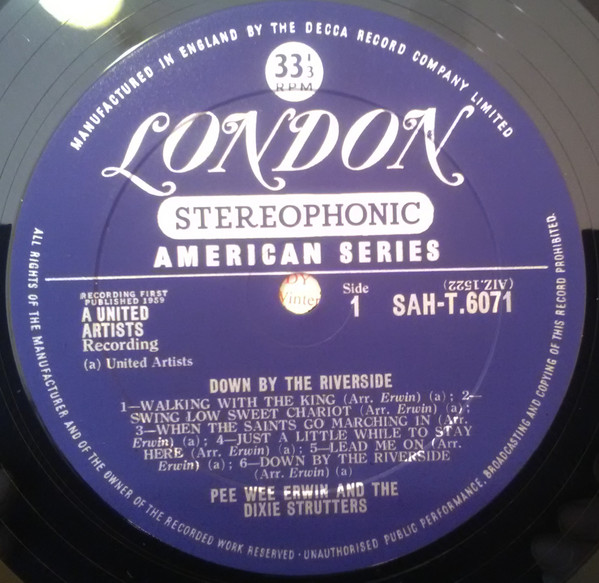 MANUFACTURED IN ENGLAND BY THE DECCA RECORD COMPANY LIMITED
33 1/3
RPM
LONDON
STEREOPHONIC
AMERICAN SERIES
RECORDING FIRST
PUBLISHED 1959
A UNITED
ARTISTS
Recording
(a) United Artists
DY
Winter
Side
1
(AIZ.1522)
SAH-T.6071
DOWN BY THE RIVERSIDE
1—WALKING WITH THE KING (Arr. Erwin) (a); 2—
SWING LOW SWEET CHARIOT (Arr. Erwin) (a);
3—WHEN THE SAINTS GO MARCHING IN (Arr.
Erwin) (a); 4—JUST A LITTLE WHILE TO STAY
HERE (Arr. Erwin) (a); 5—LEAD ME ON (Arr.
Erwin) (a); 6—DOWN BY THE RIVERSIDE
(Arr. Erwin) (a)
PEE WEE ERWIN AND THE
DIXIE STRUTTERS
ALL RIGHTS OF THE MANUFACTURER AND OF THE OWNER OF THE RECORDED WORK RESERVED · UNAUTHORISED PUBLIC PERFORMANCE, BROADCASTING AND COPYING OF THIS RECORD PROHIBITED.